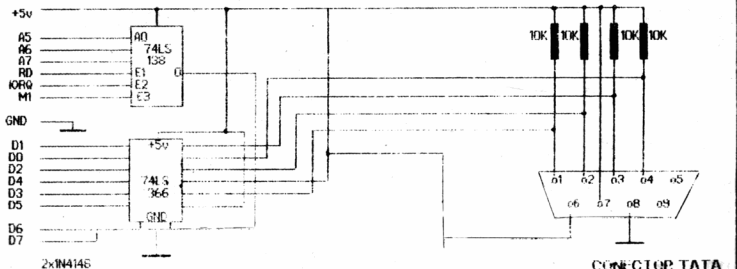 +5v
A5
A6
A7
RD
IORQ
M1
A0
74LS
138
E1
E2
E3
0
10K
10K
10K
10K
GND
D1
D0
D2
D4
D3
D5
D6
D7
+5v
74LS
366
GND
o1
o2
o3
o4
o5
o6
o7
o8
o9
2x1N4146
CONECTOR TATA